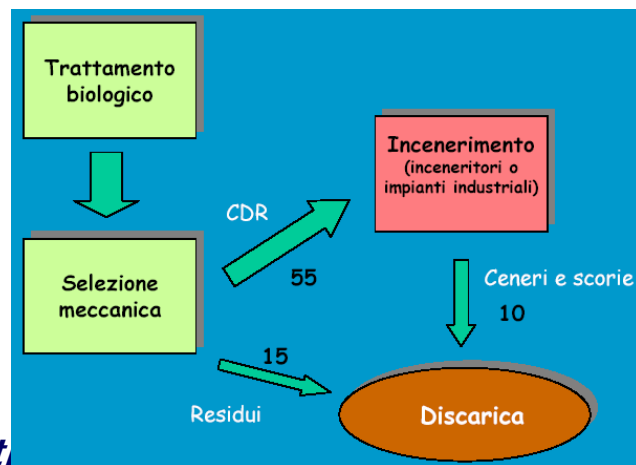 Trattamento
biologico
Incenerimento
(inceneritori o
impianti industriali)
CDR
55
Selezione
meccanica
Ceneri e scorie
10
15
Residui
Discarica